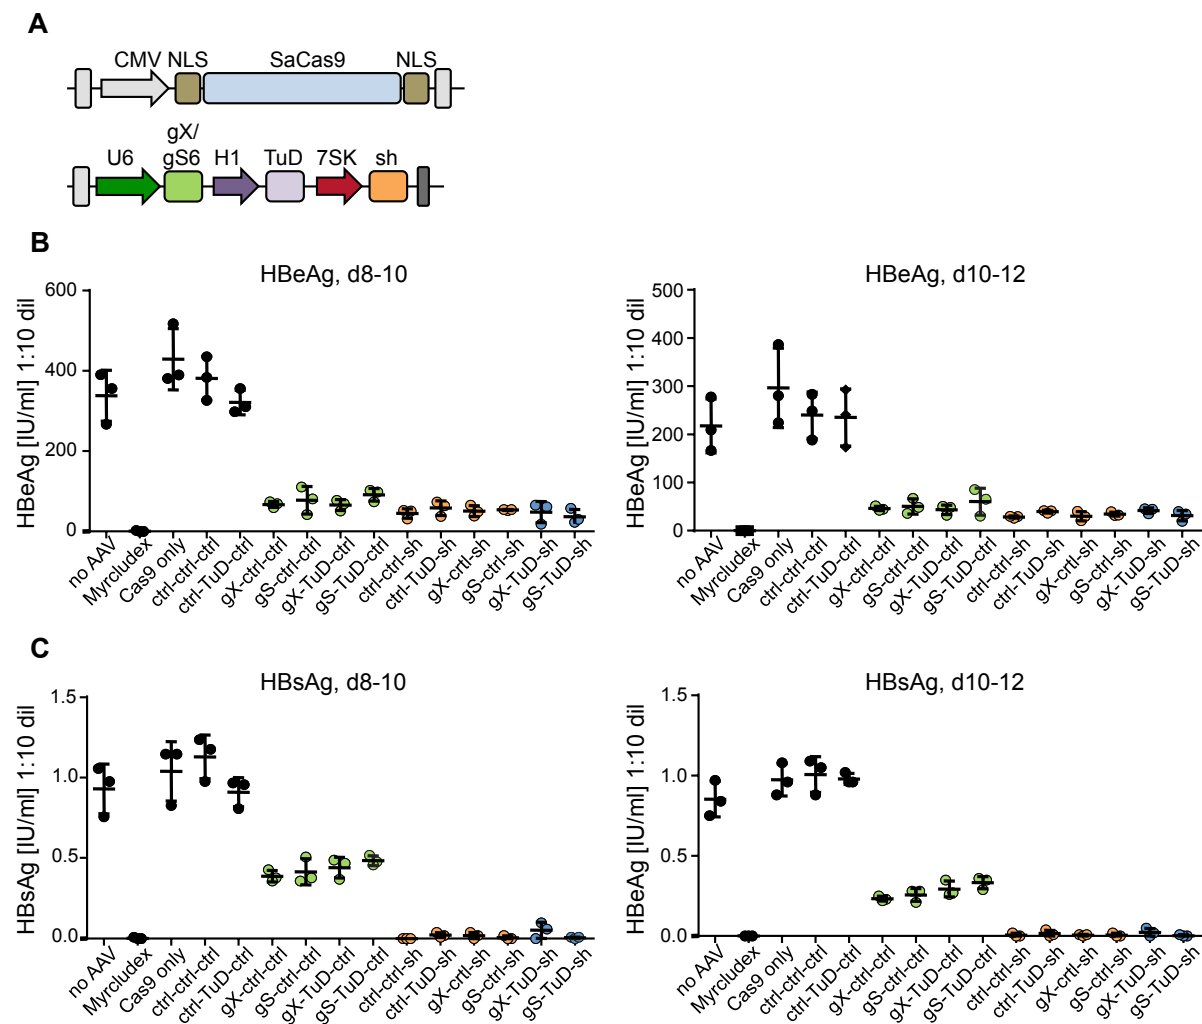 A
CMV NLS SaCas9 NLS
gX/
U6 gS6 H1 TuD 7SK sh
B
HBeAg, d8-10
HBeAg [IU/ml] 1:10 dil
600
400
200
0
no AAV
Myrcludex
Cas9 only
ctrl-ctrl-ctrl
ctrl-TuD-ctrl
gX-ctrl-ctrl
gS-ctrl-ctrl
gX-TuD-ctrl
gS-TuD-ctrl
ctrl-ctrl-sh
ctrl-TuD-sh
gX-crtl-sh
gS-ctrl-sh
gX-TuD-sh
gS-TuD-sh
HBeAg, d10-12
HBeAg [IU/ml] 1:10 dil
500
400
300
200
100
0
no AAV
Myrcludex
Cas9 only
ctrl-ctrl-ctrl
ctrl-TuD-ctrl
gX-ctrl-ctrl
gS-ctrl-ctrl
gX-TuD-ctrl
gS-TuD-ctrl
ctrl-ctrl-sh
ctrl-TuD-sh
gX-crtl-sh
gS-ctrl-sh
gX-TuD-sh
gS-TuD-sh
C
HBsAg, d8-10
HBsAg [IU/ml] 1:10 dil
1.5
1.0
0.5
0.0
no AAV
Myrcludex
Cas9 only
ctrl-ctrl-ctrl
ctrl-TuD-ctrl
gX-ctrl-ctrl
gS-ctrl-ctrl
gX-TuD-ctrl
gS-TuD-ctrl
ctrl-ctrl-sh
ctrl-TuD-sh
gX-crtl-sh
gS-ctrl-sh
gX-TuD-sh
gS-TuD-sh
HBsAg, d10-12
HBeAg [IU/ml] 1:10 dil
1.5
1.0
0.5
0.0
no AAV
Myrcludex
Cas9 only
ctrl-ctrl-ctrl
ctrl-TuD-ctrl
gX-ctrl-ctrl
gS-ctrl-ctrl
gX-TuD-ctrl
gS-TuD-ctrl
ctrl-ctrl-sh
ctrl-TuD-sh
gX-crtl-sh
gS-ctrl-sh
gX-TuD-sh
gS-TuD-sh